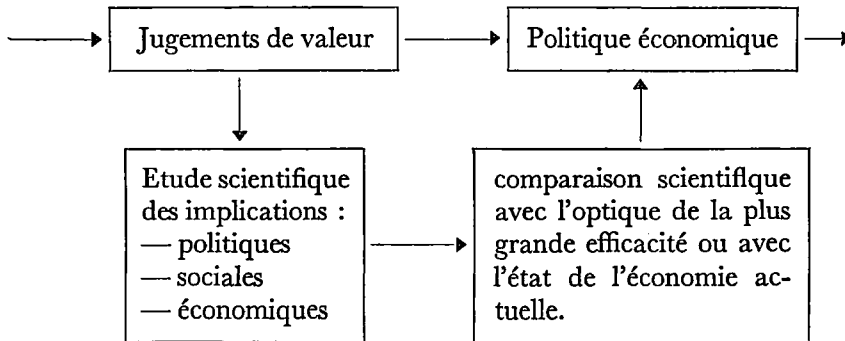 Jugements de valeur
Politique économique
Etude scientifique
des implications :
— politiques
— sociales
— économiques
comparaison scientifique
avec l'optique de la plus
grande efficacité ou avec
l'état de l'économie ac-
tuelle.